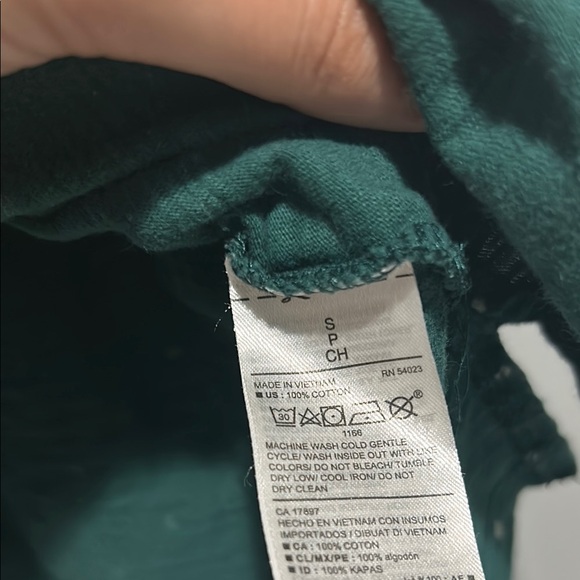 S
P
CH
MADE IN VIETNAM RN 54023
US : 100% COTTON
30
®
1166
MACHINE WASH COLD GENTLE
CYCLE/ WASH INSIDE OUT WITH LIKE
COLORS/ DO NOT BLEACH/ TUMBLE
DRY LOW/ COOL IRON/ DO NOT
DRY CLEAN
CA 17897
HECHO EN VIETNAM CON INSUMOS
IMPORTADOS / DIBUAT DI VIETNAM
CA : 100% COTON
CL/MX/PE : 100% algodón
ID : 100% KAPAS